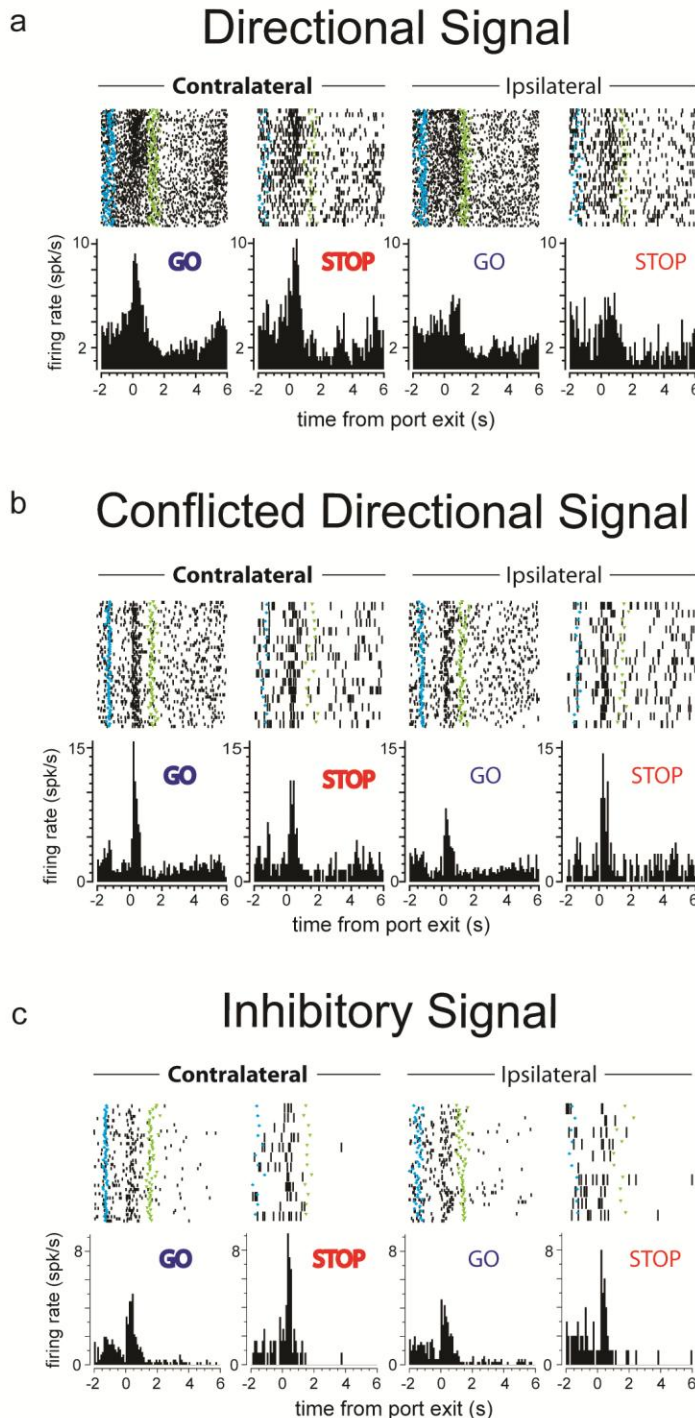 a
Directional Signal
Contralateral Ipsilateral
GO STOP GO STOP
firing rate (spk/s)
10 10 10 10
2 2 2 2
-2 0 2 4 6 -2 0 2 4 6 -2 0 2 4 6 -2 0 2 4 6
time from port exit (s)
b
Conflicted Directional Signal
Contralateral Ipsilateral
GO STOP GO STOP
firing rate (spk/s)
15 15 15 15
0 0 0 0
-2 0 2 4 6 -2 0 2 4 6 -2 0 2 4 6 -2 0 2 4 6
time from port exit (s)
c
Inhibitory Signal
Contralateral Ipsilateral
GO STOP GO STOP
firing rate (spk/s)
8 8 8 8
0 0 0 0
-2 0 2 4 6 -2 0 2 4 6 -2 0 2 4 6 -2 0 2 4 6
time from port exit (s)